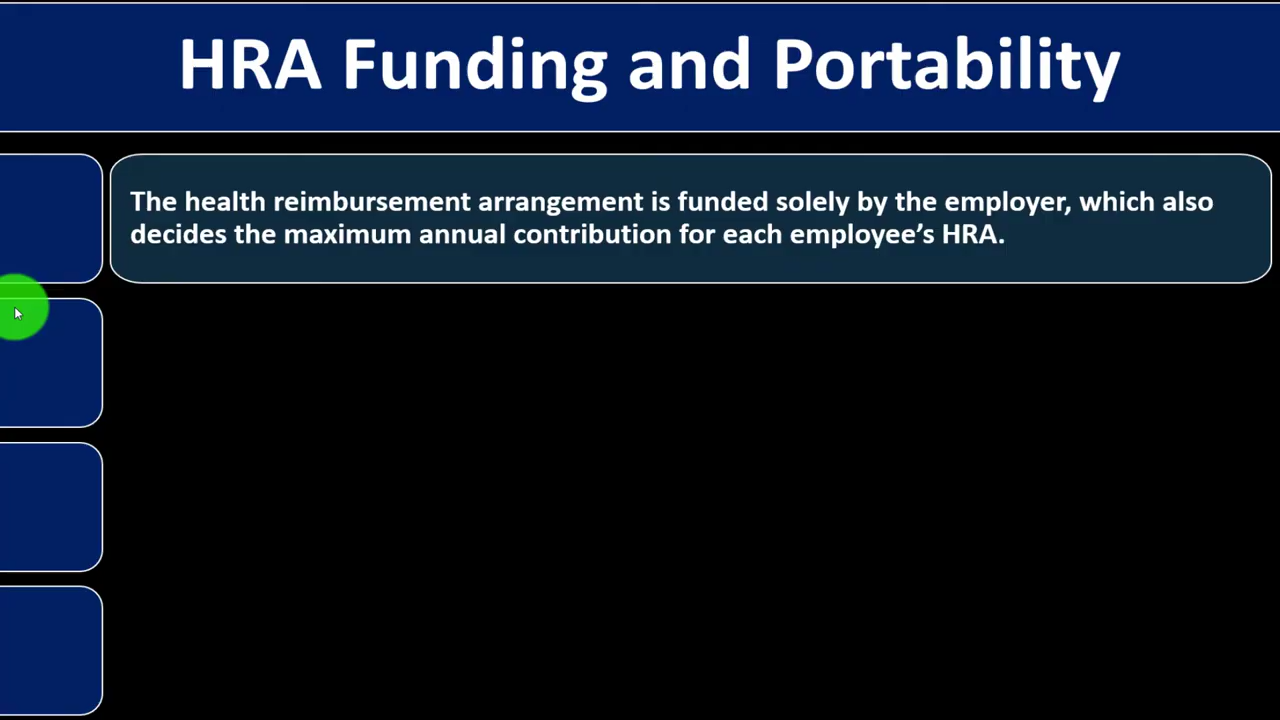 HRA Funding and Portability
The health reimbursement arrangement is funded solely by the employer, which also
decides the maximum annual contribution for each employee’s HRA.